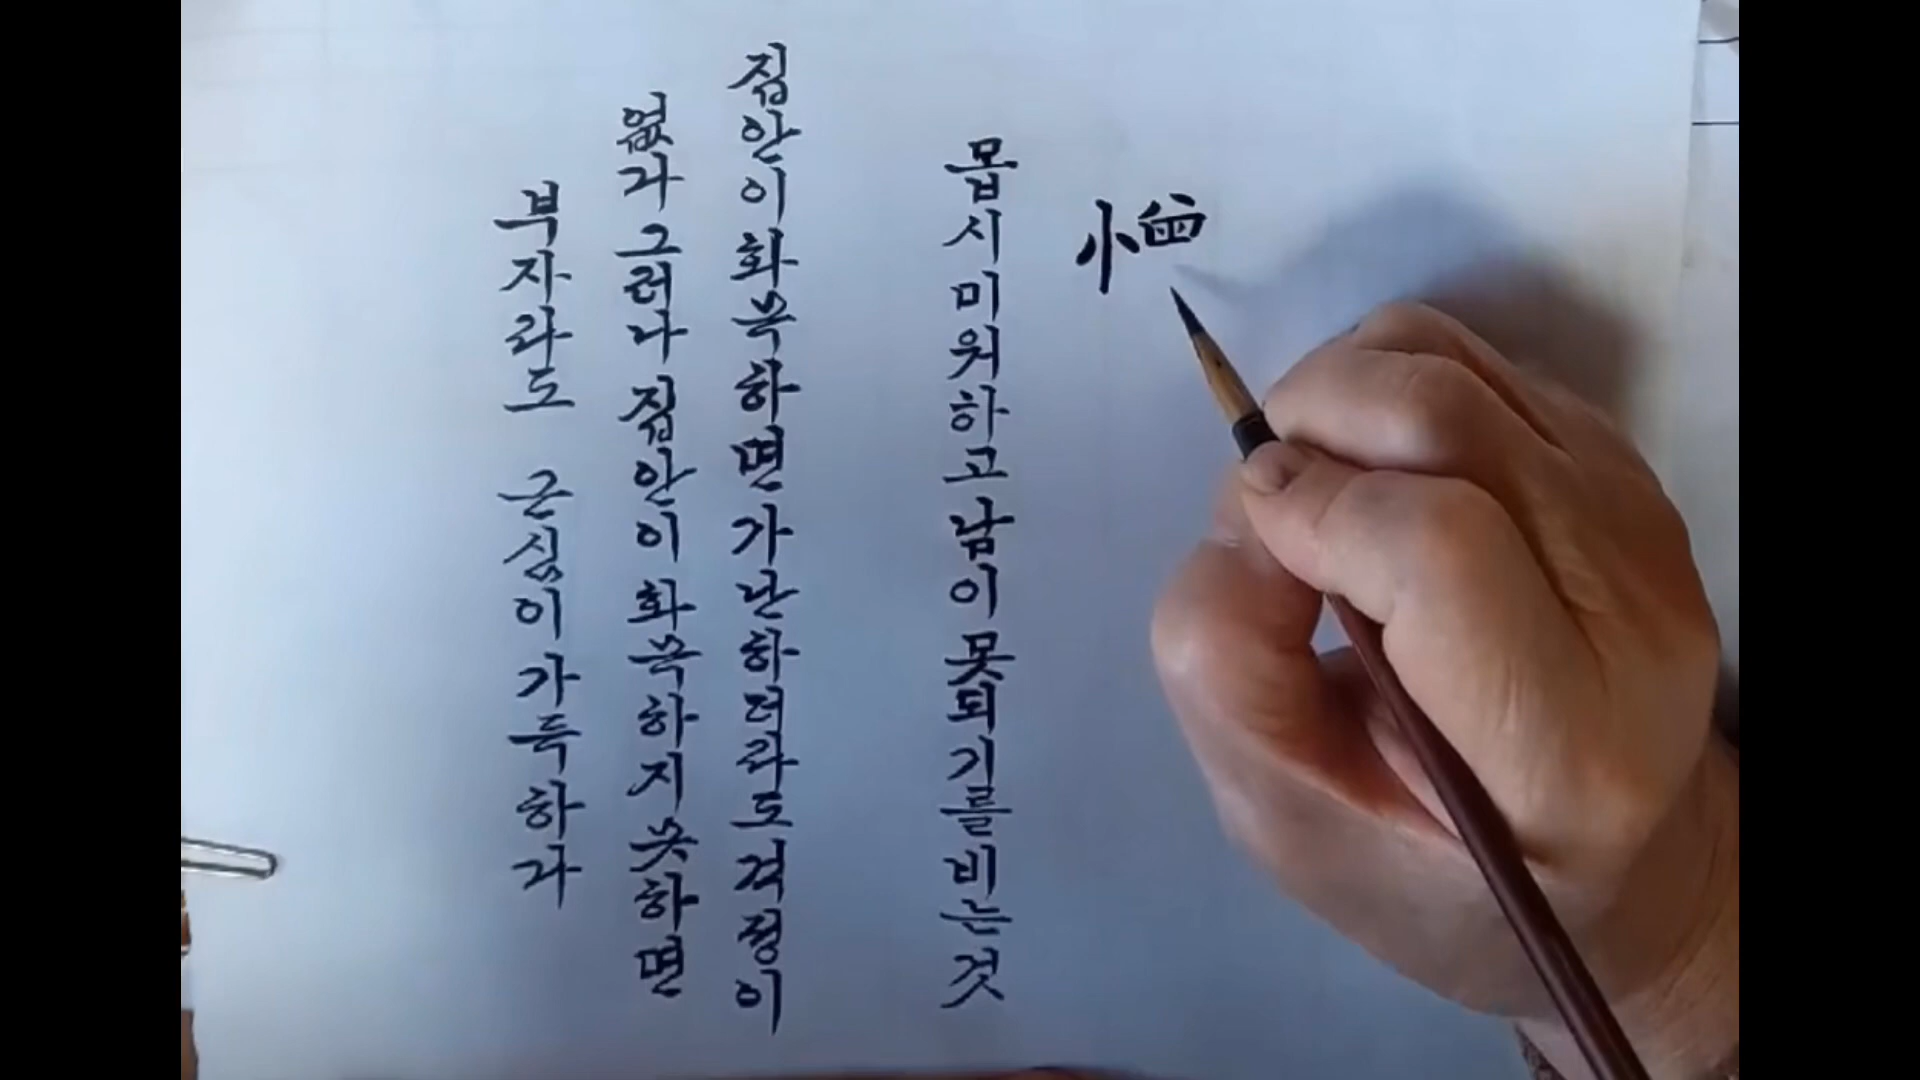 몹시미워하고남이못되기를비는것
집안이화목하면가난하더라도걱정이
없다그러나집안이화목하지못하면
부자라도 근심이가득하다